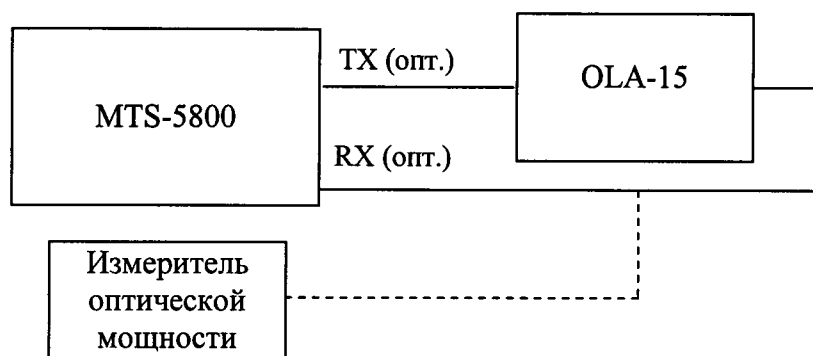 TX (опт.)
OLA-15
MTS-5800
RX (опт.)
Измеритель
оптической
мощности